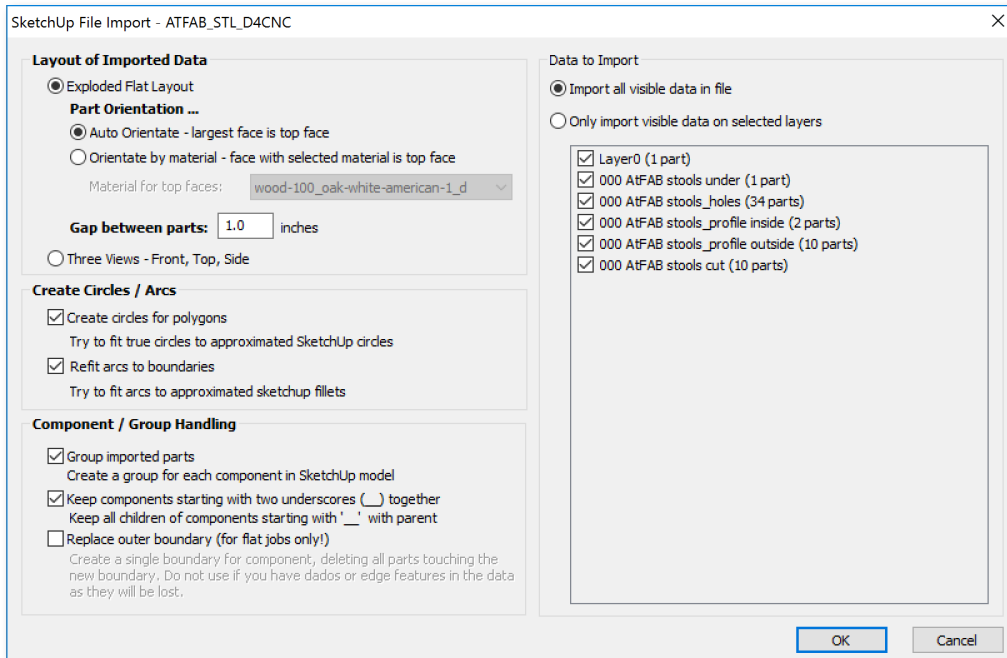 SketchUp File Import - ATFAB_STL_D4CNC
Layout of Imported Data
Exploded Flat Layout
Part Orientation ...
Auto Orientate - largest face is top face
Orientate by material - face with selected material is top face
Material for top faces: wood-100_oak-white-american-1_d
Gap between parts: 1.0 inches
Three Views - Front, Top, Side
Create Circles / Arcs
Create circles for polygons
Try to fit true circles to approximated SketchUp circles
Refit arcs to boundaries
Try to fit arcs to approximated sketchup fillets
Component / Group Handling
Group imported parts
Create a group for each component in SketchUp model
Keep components starting with two underscores (__) together
Keep all children of components starting with '__' with parent
Replace outer boundary (for flat jobs only!)
Create a single boundary for component, deleting all parts touching the
new boundary. Do not use if you have dados or edge features in the data
as they will be lost.
Data to Import
Import all visible data in file
Only import visible data on selected layers
Layer0 (1 part)
000 AtFAB stools under (1 part)
000 AtFAB stools_holes (34 parts)
000 AtFAB stools_profile inside (2 parts)
000 AtFAB stools_profile outside (10 parts)
000 AtFAB stools cut (10 parts)
OK
Cancel